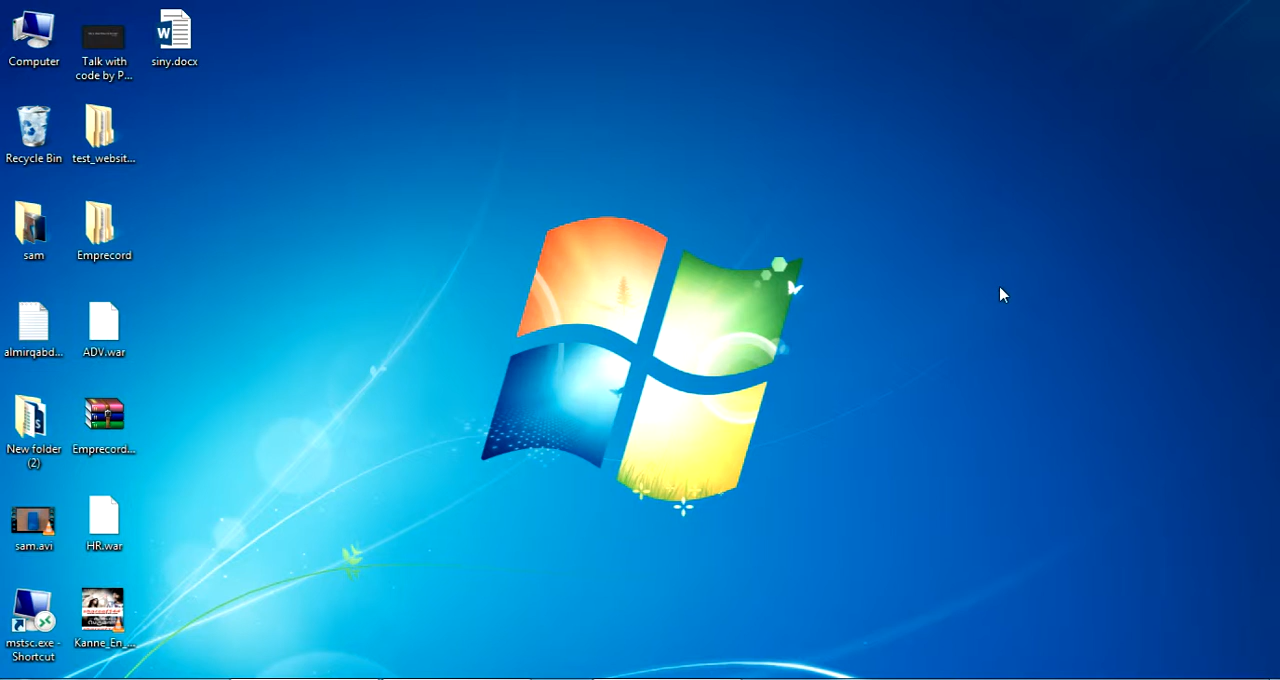 Computer
Talk with
code by P...
siny.docx
Recycle Bin
test_websit...
sam
Emprecord
almirqabd...
ADV.war
New folder
(2)
Emprecord...
sam.avi
HR.war
mstsc.exe -
Shortcut
Kanne_En_...